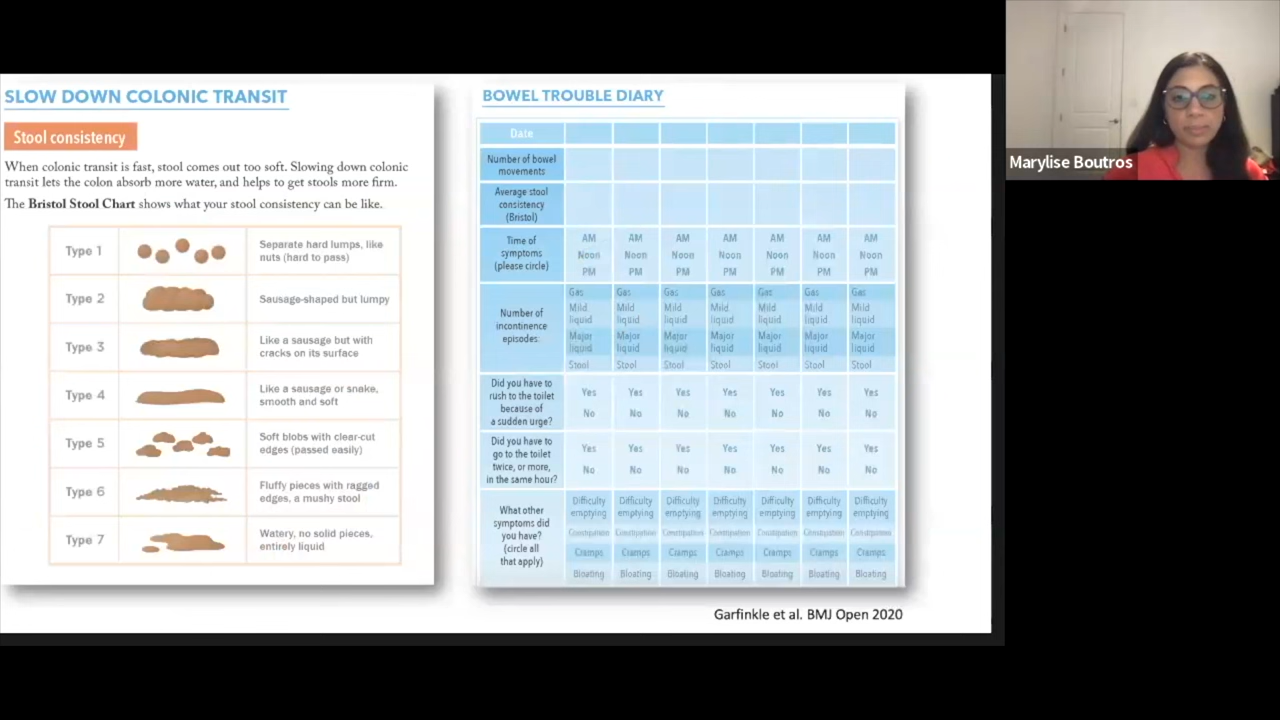 SLOW DOWN COLONIC TRANSIT
Stool consistency
When colonic transit is fast, stool comes out too soft. Slowing down colonic
transit lets the colon absorb more water, and helps to get stools more firm.
The Bristol Stool Chart shows what your stool consistency can be like.
Type 1
Separate hard lumps, like
nuts (hard to pass)
Type 2
Sausage-shaped but lumpy
Type 3
Like a sausage but with
cracks on its surface
Type 4
Like a sausage or snake,
smooth and soft
Type 5
Soft blobs with clear-cut
edges (passed easily)
Type 6
Fluffy pieces with ragged
edges, a mushy stool
Type 7
Watery, no solid pieces,
entirely liquid
BOWEL TROUBLE DIARY
Date
Number of bowel
movements
Average stool
consistency
(Bristol)
Time of
symptoms
(please circle)
AM AM AM AM AM AM AM
Noon Noon Noon Noon Noon Noon Noon
PM PM PM PM PM PM PM
Number of
incontinence
episodes:
Gas Gas Gas Gas Gas Gas Gas
Mild Mild Mild Mild Mild Mild Mild
liquid liquid liquid liquid liquid liquid liquid
Major Major Major Major Major Major Major
liquid liquid liquid liquid liquid liquid liquid
Stool Stool Stool Stool Stool Stool Stool
Did you have to
rush to the toilet
because of
a sudden urge?
Yes Yes Yes Yes Yes Yes Yes
No No No No No No No
Did you have to
go to the toilet
twice, or more,
in the same hour?
Yes Yes Yes Yes Yes Yes Yes
No No No No No No No
What other
symptoms did
you have?
(circle all
that apply)
Difficulty Difficulty Difficulty Difficulty Difficulty Difficulty Difficulty
emptying emptying emptying emptying emptying emptying emptying
Constipation Constipation Constipation Constipation Constipation Constipation Constipation
Cramps Cramps Cramps Cramps Cramps Cramps Cramps
Bloating Bloating Bloating Bloating Bloating Bloating Bloating
Garfinkle et al. BMJ Open 2020
Marylise Boutros